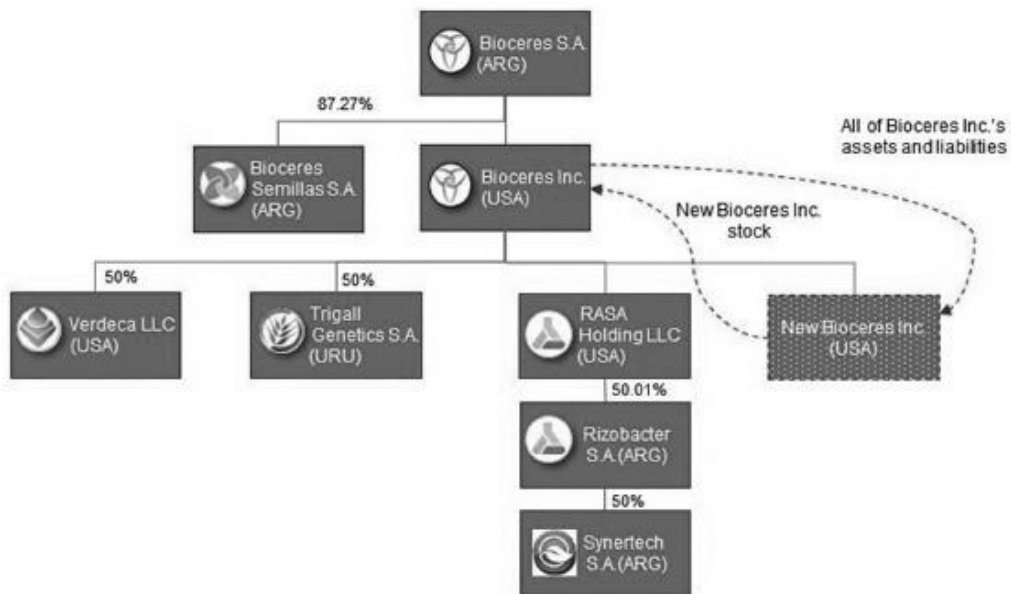 Bioceres S.A.
(ARG)
87.27%
All of Bioceres Inc.'s
assets and liabilities
Bioceres
Semillas S.A.
(ARG)
Bioceres Inc.
(USA)
New Bioceres Inc.
stock
50%
50%
Verdeca LLC
(USA)
Trigall
Genetics S.A.
(URU)
RASA
Holding LLC
(USA)
New Bioceres Inc
(USA)
50.01%
Rizobacter
S.A.(ARG)
50%
Synertech
S.A.(ARG)